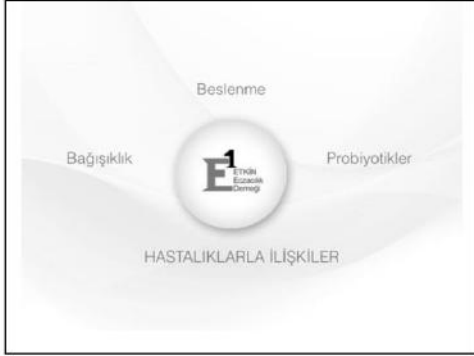 Beslenme
Bağışıklık
Probiyotikler
E1
ETKİN
Eczacılık
Derneği
HASTALIKLARLA İLİŞKİLER